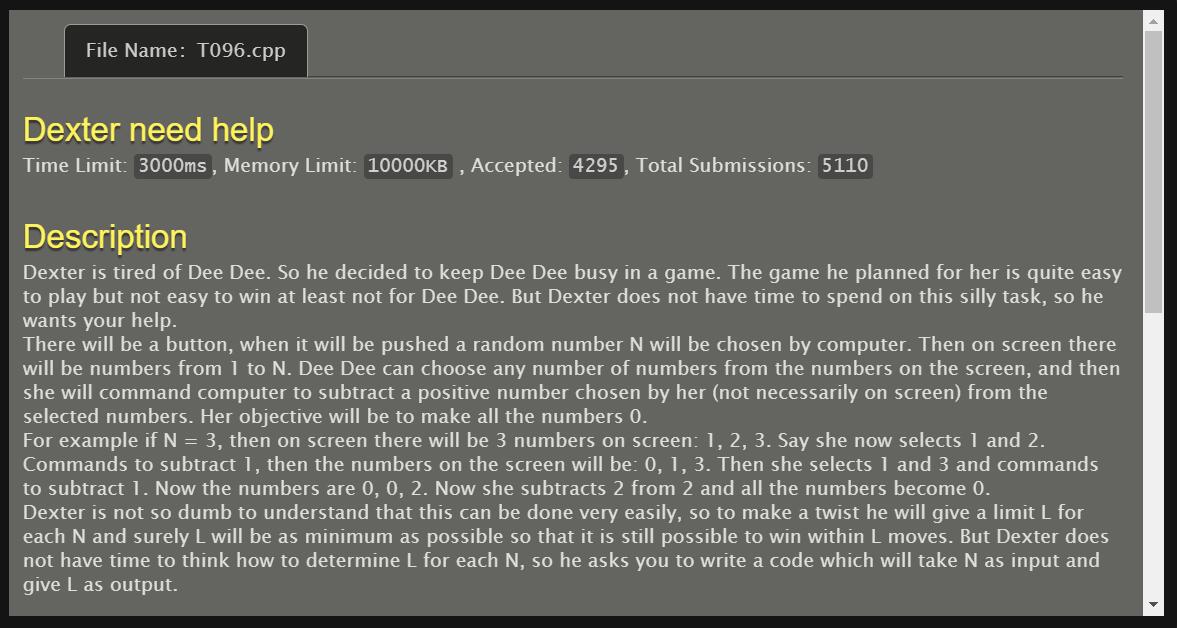 File Name: T096.cpp
Dexter need help
Time Limit: 3000ms, Memory Limit: 10000KB , Accepted: 4295, Total Submissions: 5110
Description
Dexter is tired of Dee Dee. So he decided to keep Dee Dee busy in a game. The game he planned for her is quite easy
to play but not easy to win at least not for Dee Dee. But Dexter does not have time to spend on this silly task, so he
wants your help.
There will be a button, when it will be pushed a random number N will be chosen by computer. Then on screen there
will be numbers from 1 to N. Dee Dee can choose any number of numbers from the numbers on the screen, and then
she will command computer to subtract a positive number chosen by her (not necessarily on screen) from the
selected numbers. Her objective will be to make all the numbers 0.
For example if N = 3, then on screen there will be 3 numbers on screen: 1, 2, 3. Say she now selects 1 and 2.
Commands to subtract 1, then the numbers on the screen will be: 0, 1, 3. Then she selects 1 and 3 and commands
to subtract 1. Now the numbers are 0, 0, 2. Now she subtracts 2 from 2 and all the numbers become 0.
Dexter is not so dumb to understand that this can be done very easily, so to make a twist he will give a limit L for
each N and surely L will be as minimum as possible so that it is still possible to win within L moves. But Dexter does
not have time to think how to determine L for each N, so he asks you to write a code which will take N as input and
give L as output.